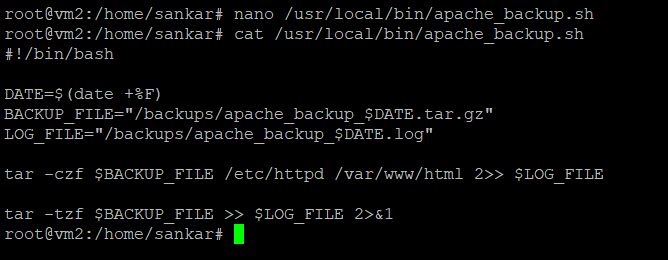 root@vm2:/home/sankar# nano /usr/local/bin/apache_backup.sh
root@vm2:/home/sankar# cat /usr/local/bin/apache_backup.sh
#!/bin/bash
DATE=$(date +%F)
BACKUP_FILE="/backups/apache_backup_$DATE.tar.gz"
LOG_FILE="/backups/apache_backup_$DATE.log"
tar -czf $BACKUP_FILE /etc/httpd /var/www/html 2>> $LOG_FILE
tar -tzf $BACKUP_FILE >> $LOG_FILE 2>&1
root@vm2:/home/sankar#